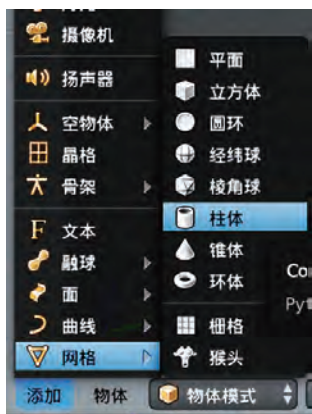 摄像机
扬声器
空物体
晶格
骨架
文本
融球
面
曲线
网格
平面
立方体
圆环
经纬球
棱角球
柱体
锥体
环体
栅格
猴头
添加 物体 物体模式